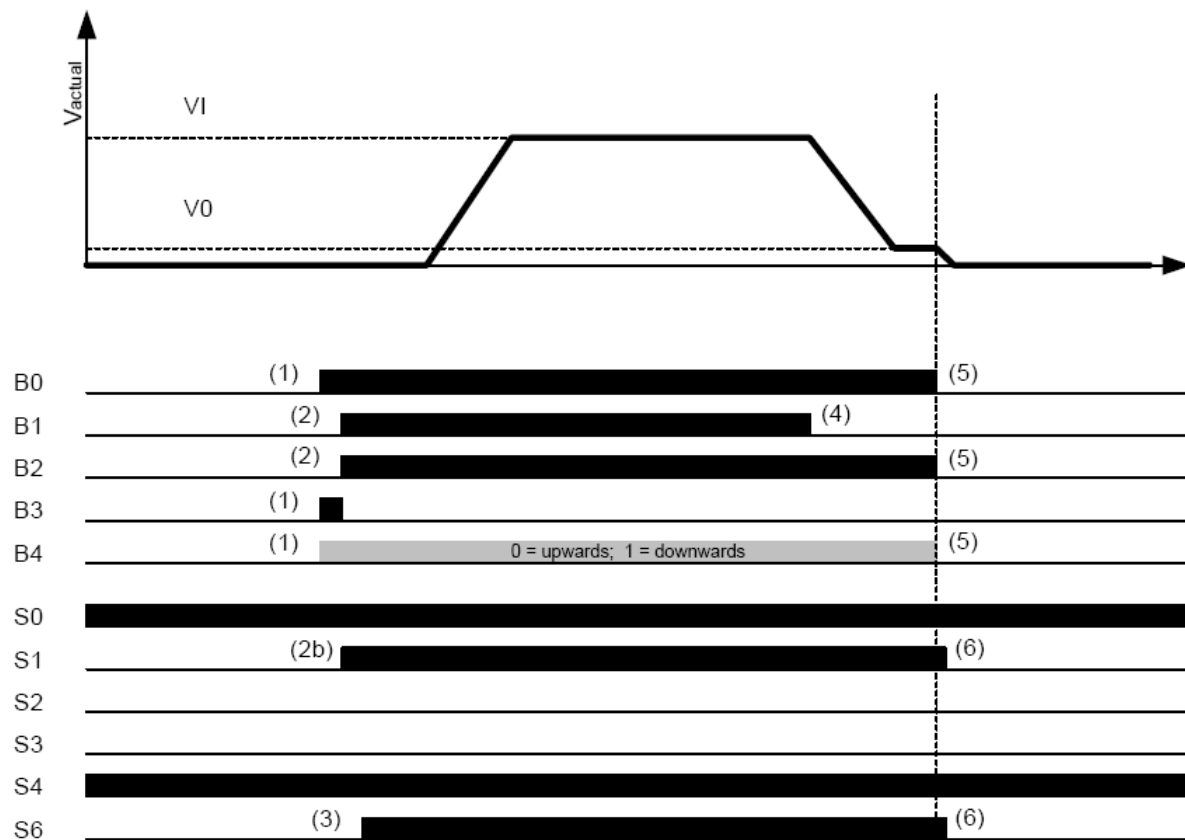 Vactual
VI
V0
B0 (1) (5)
B1 (2) (4)
B2 (2) (5)
B3 (1)
B4 (1) 0 = upwards; 1 = downwards (5)
S0
S1 (2b) (6)
S2
S3
S4
S6 (3) (6)